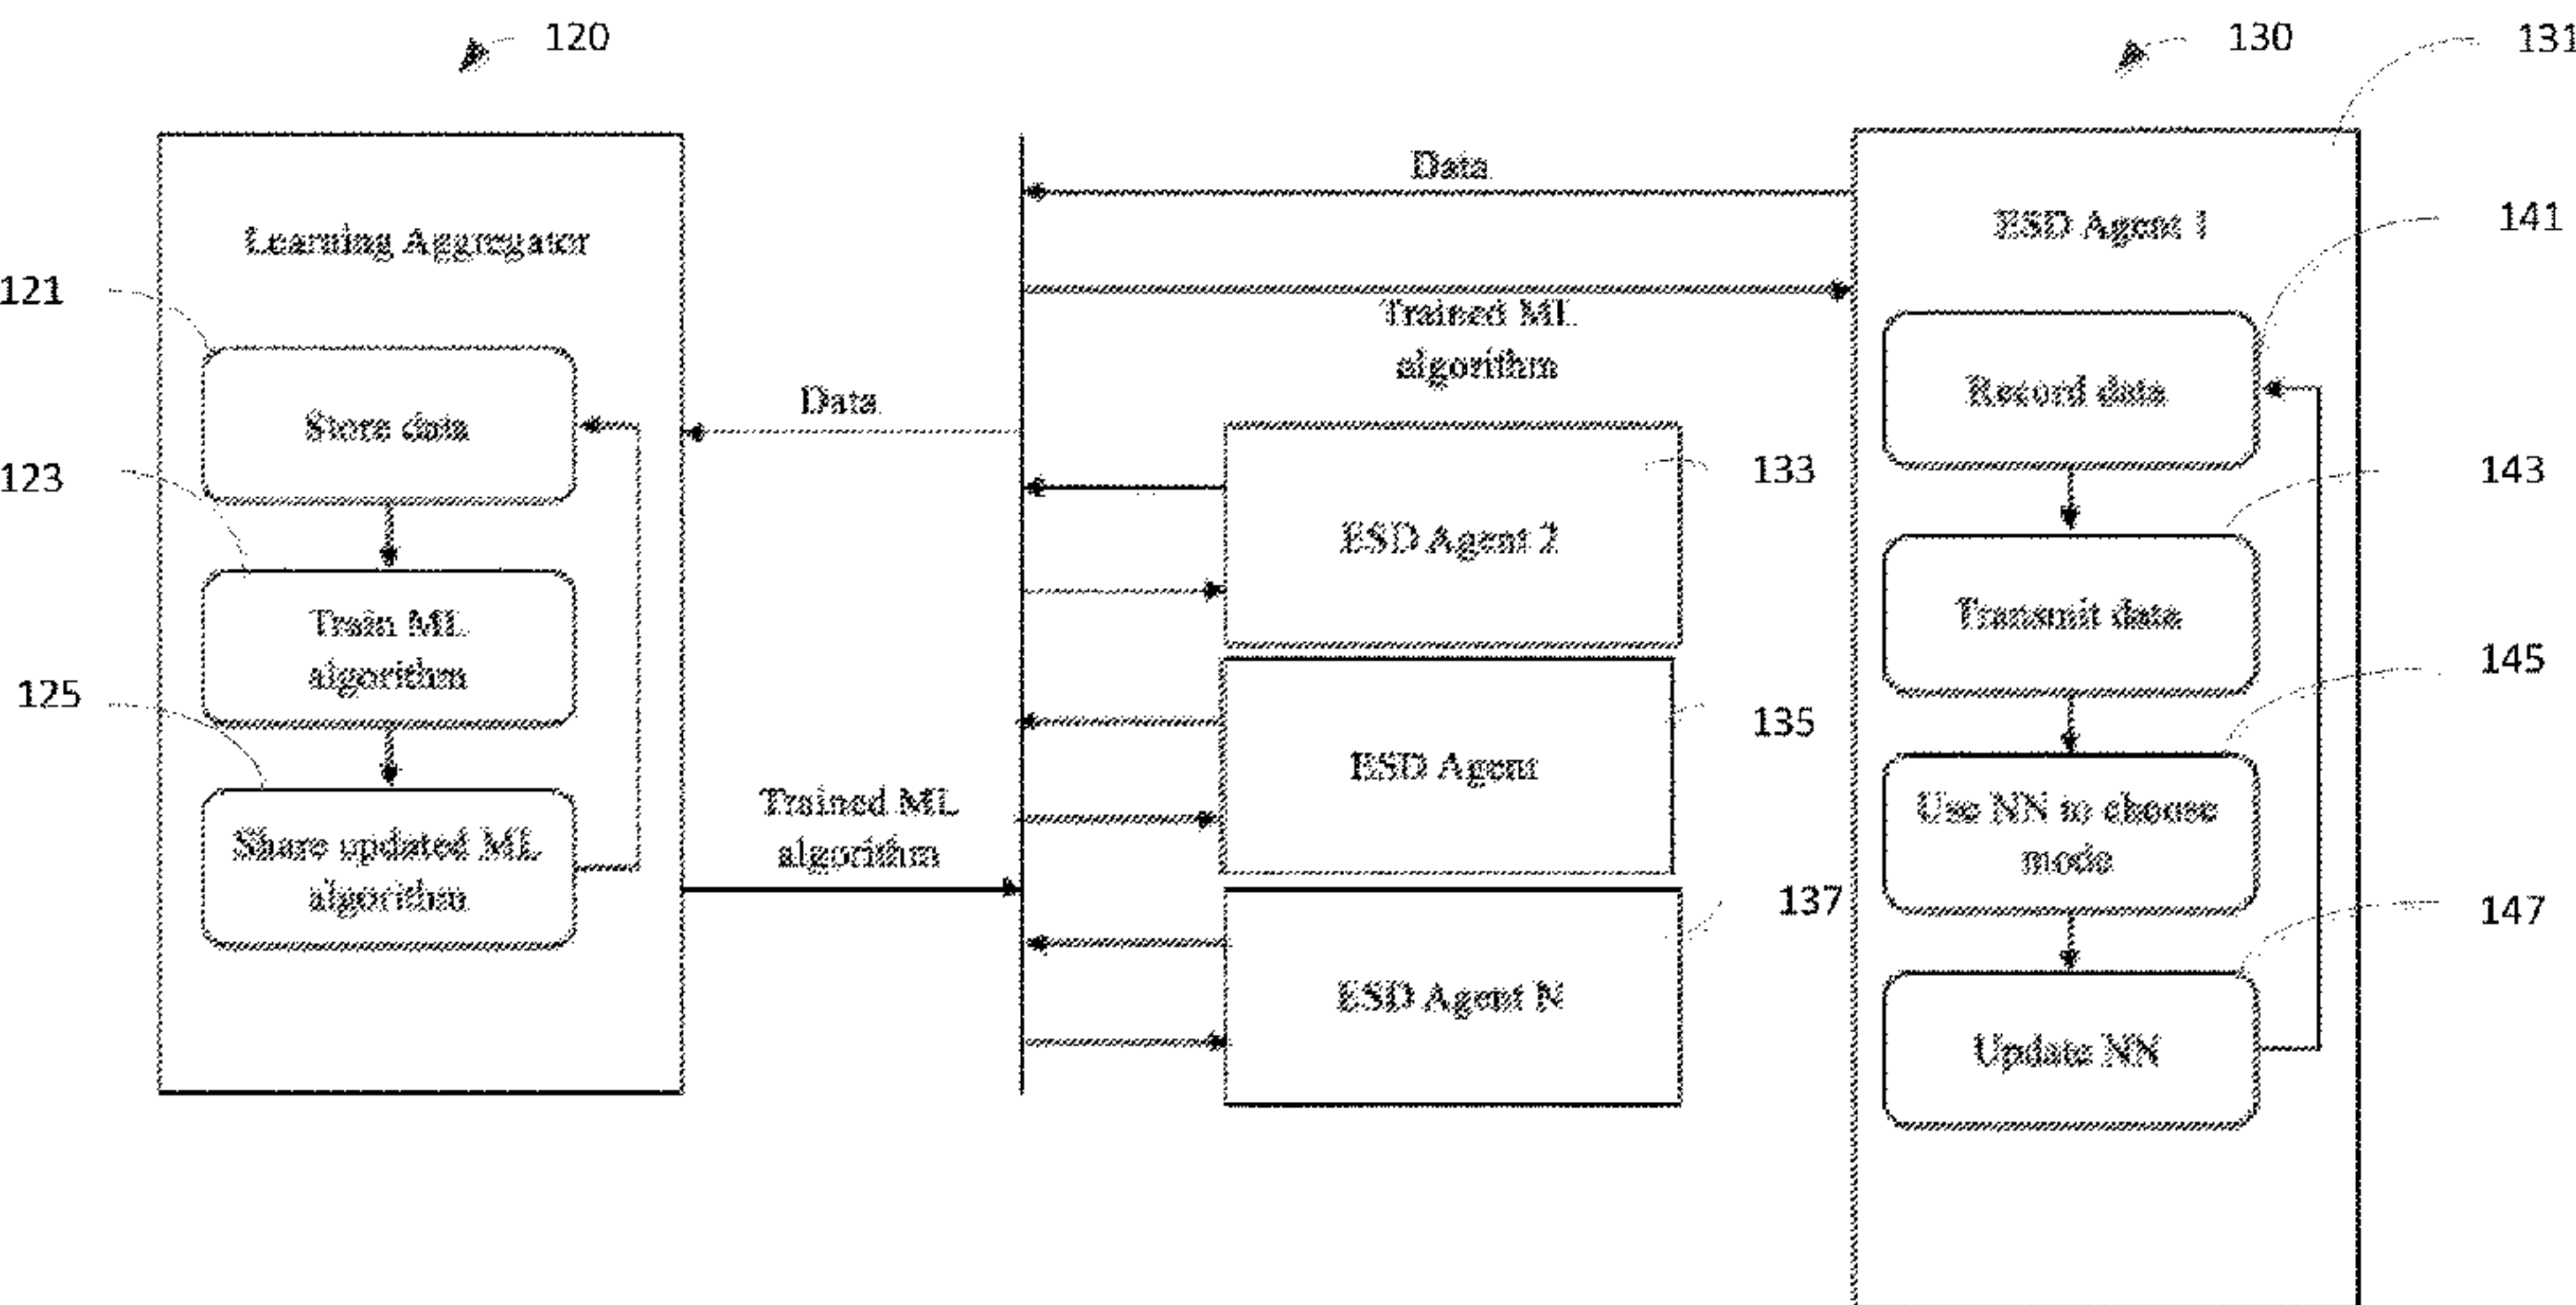 120
130
131
Data
141
Learning Aggregator
ESD Agent 1
121
Trained ML
algorithm
Record data
Data
Store data
133
143
123
ESD Agent 2
Transmit data
Train ML
algorithm
145
125
135
ESD Agent
Trained ML
algorithm
Use NN to choose
mode
Share updated ML
algorithm
137
147
ESD Agent N
Update NN